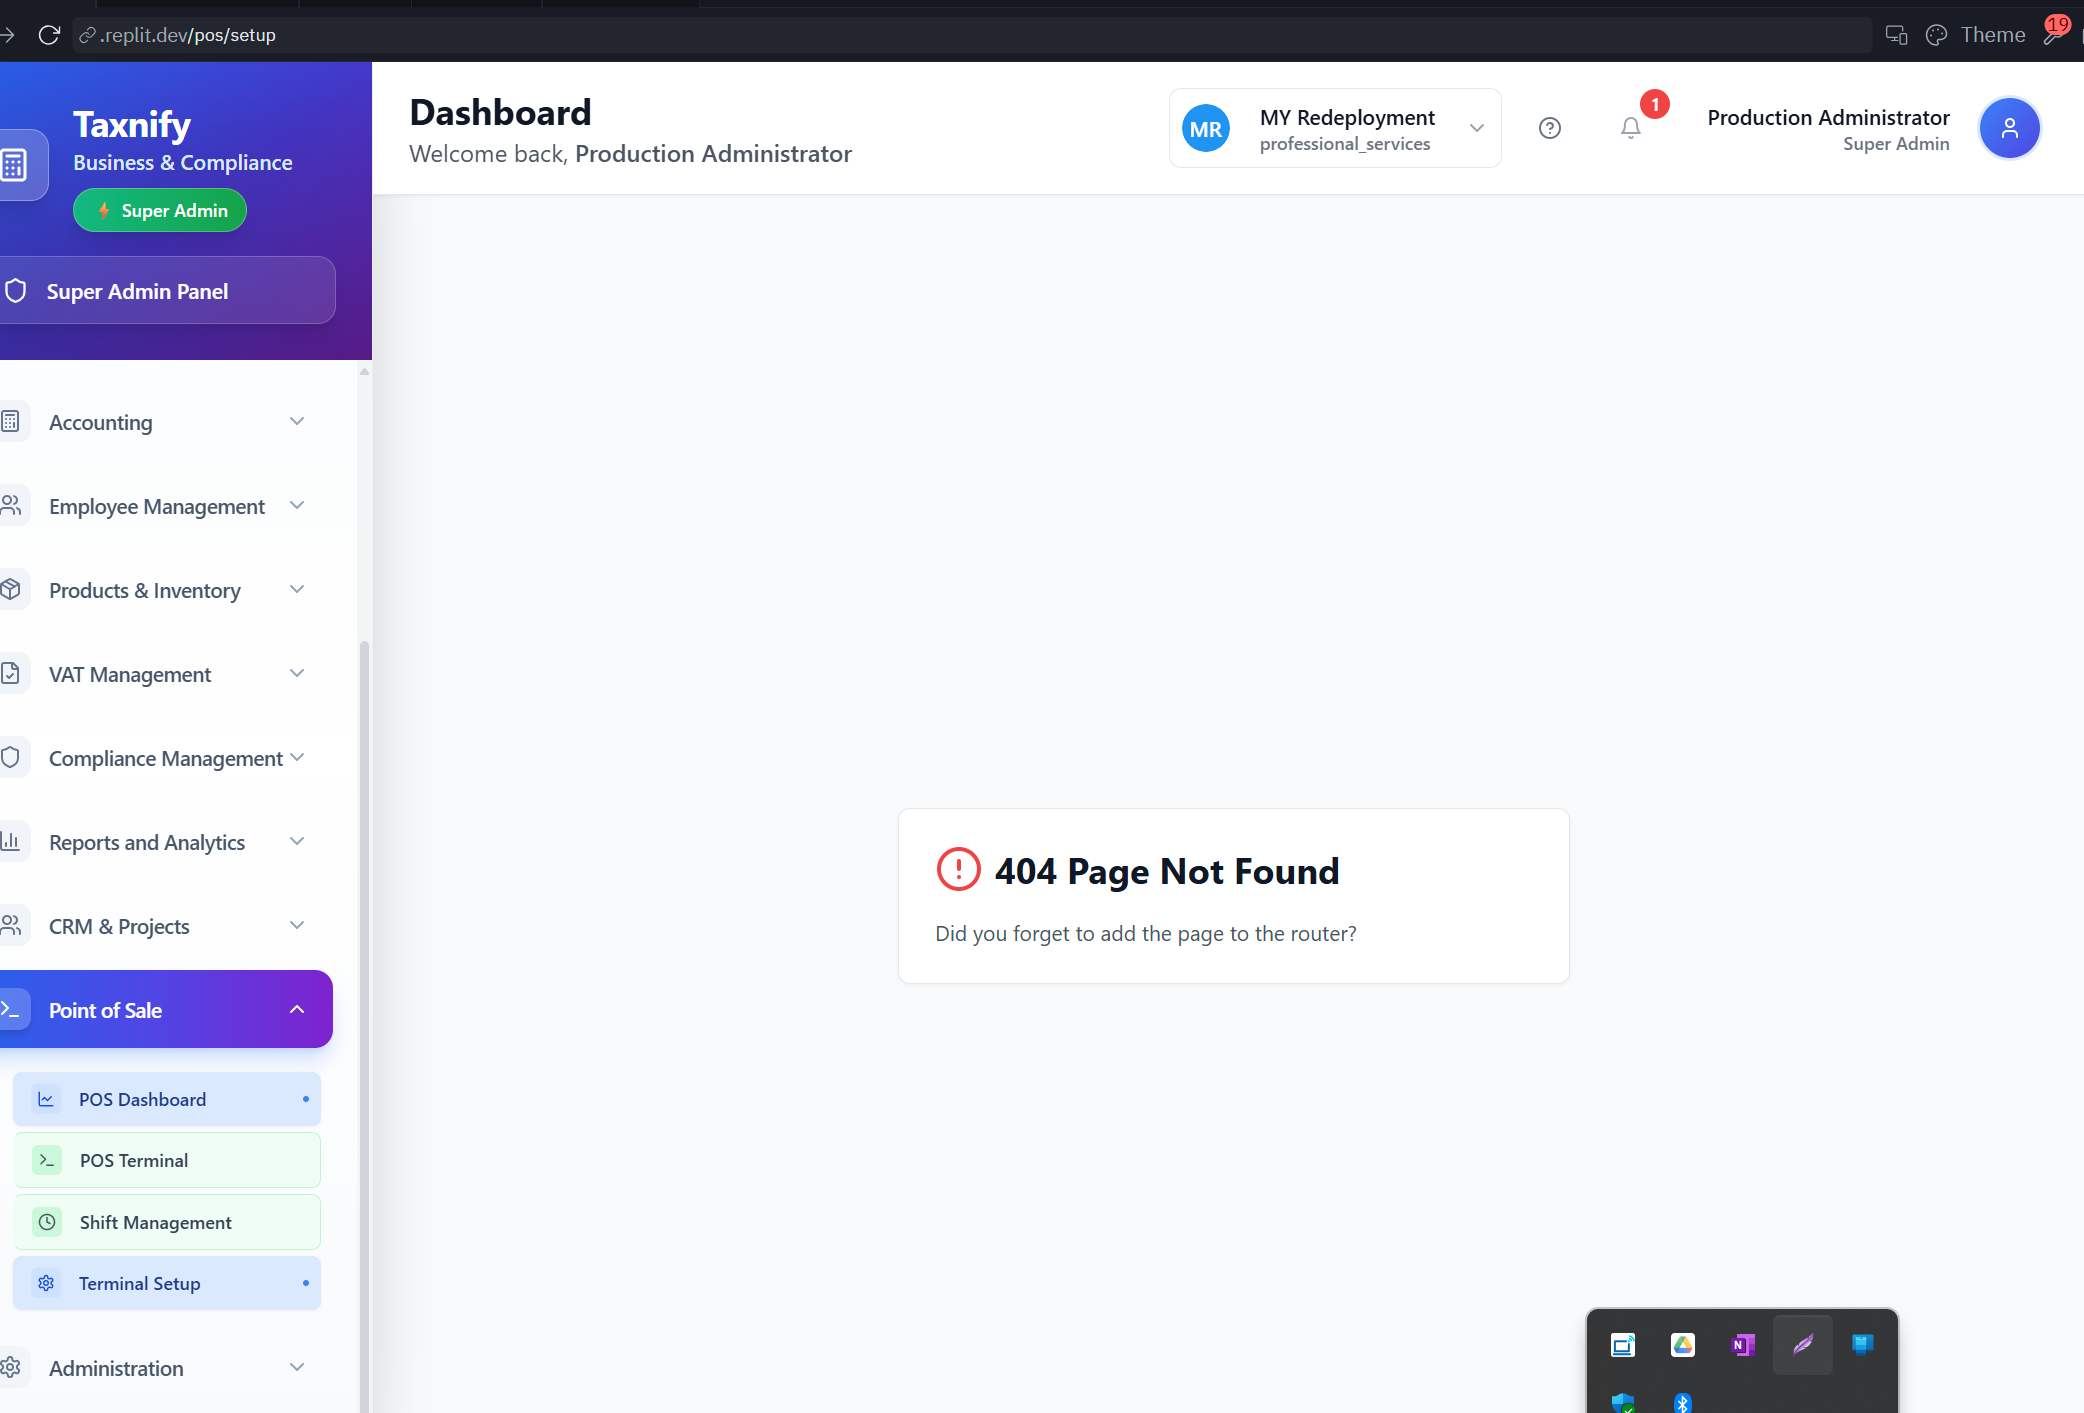 .replit.dev/pos/setup
Theme
19
Taxnify
Business & Compliance
Super Admin
Super Admin Panel
Dashboard
Welcome back, Production Administrator
MR
MY Redeployment
professional_services
1
Production Administrator
Super Admin
Accounting
Employee Management
Products & Inventory
VAT Management
Compliance Management
Reports and Analytics
CRM & Projects
Point of Sale
POS Dashboard
POS Terminal
Shift Management
Terminal Setup
Administration
404 Page Not Found
Did you forget to add the page to the router?
N